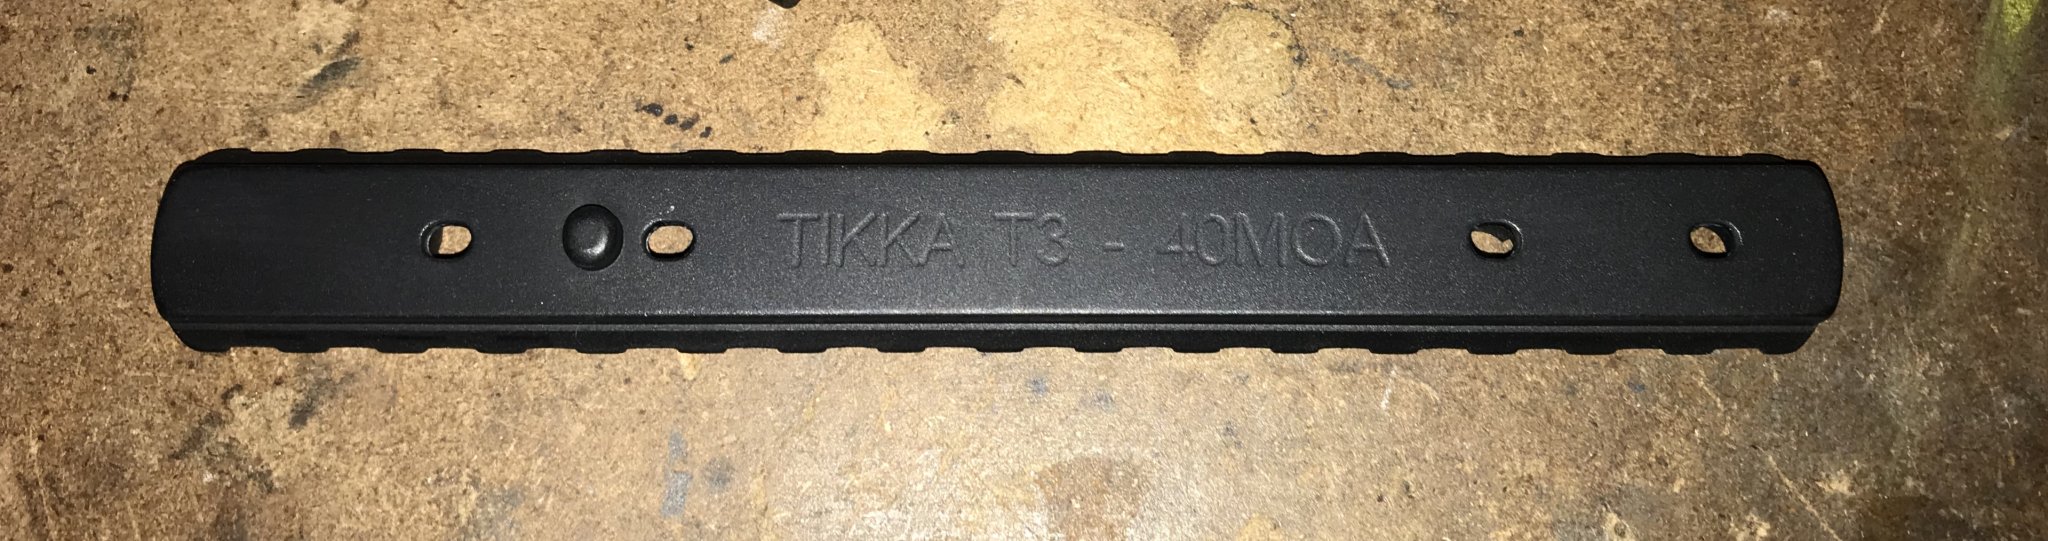 TIKKA T3 - 40MOA